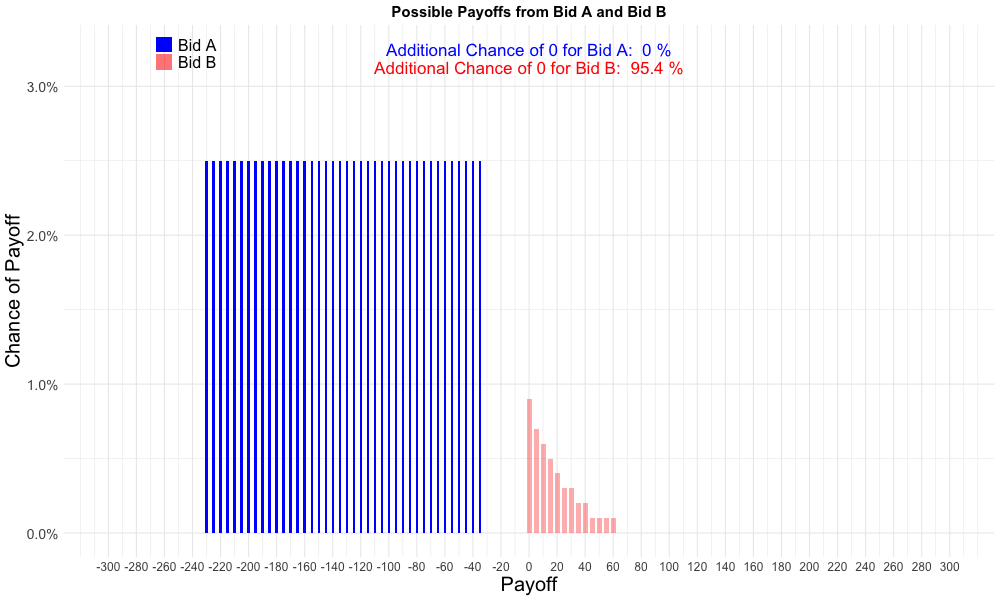 Possible Payoffs from Bid A and Bid B
Bid A
Bid B
Additional Chance of 0 for Bid A:  0 %
Additional Chance of 0 for Bid B:  95.4 %
Chance of Payoff
3.0%
2.0%
1.0%
0.0%
-300 -280 -260 -240 -220 -200 -180 -160 -140 -120 -100 -80 -60 -40 -20 0 20 40 60 80 100 120 140 160 180 200 220 240 260 280 300
Payoff